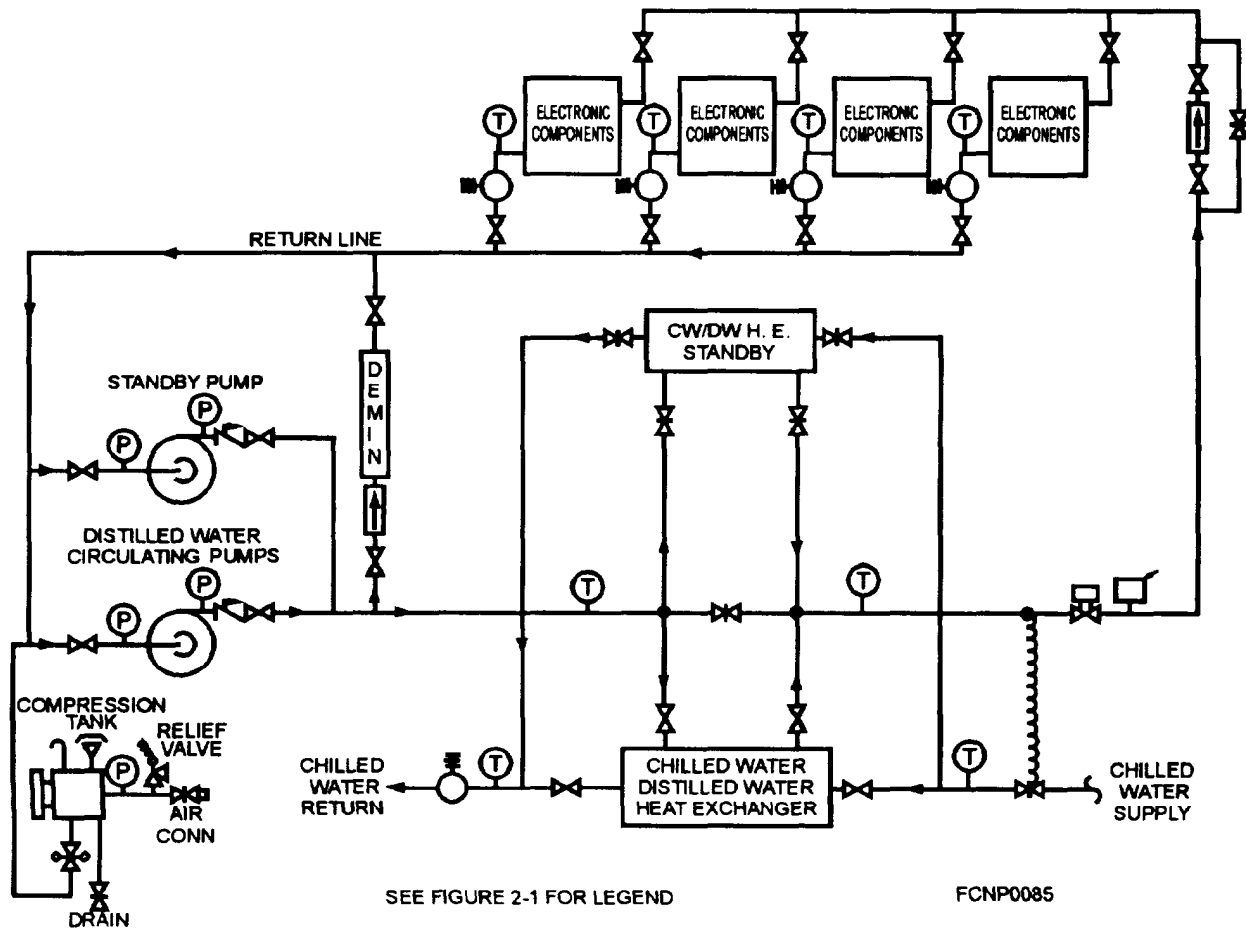 ELECTRONIC
COMPONENTS
ELECTRONIC
COMPONENTS
ELECTRONIC
COMPONENTS
ELECTRONIC
COMPONENTS
T
T
T
T
RETURN LINE
CW/DW H. E.
STANDBY
STANDBY PUMP
P
P
DEMIN
DISTILLED WATER
CIRCULATING PUMPS
P
P
T
T
COMPRESSION
TANK
RELIEF
VALVE
P
AIR
CONN
DRAIN
CHILLED
WATER
RETURN
T
CHILLED WATER
DISTILLED WATER
HEAT EXCHANGER
T
CHILLED
WATER
SUPPLY
SEE FIGURE 2-1 FOR LEGEND
FCNP0085